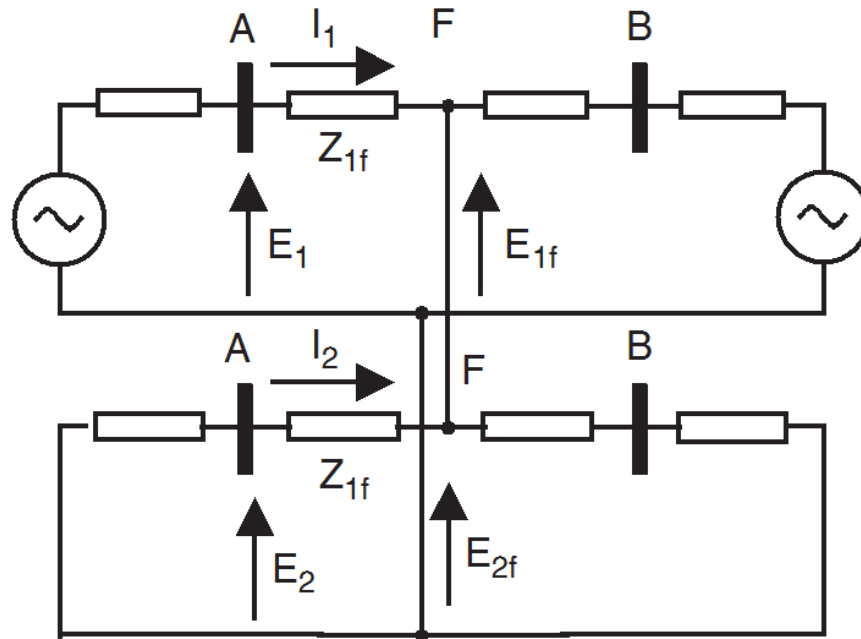 A I₁ F B
Z₁f
E₁ E₁f
A I₂ F B
Z₁f
E₂ E₂f